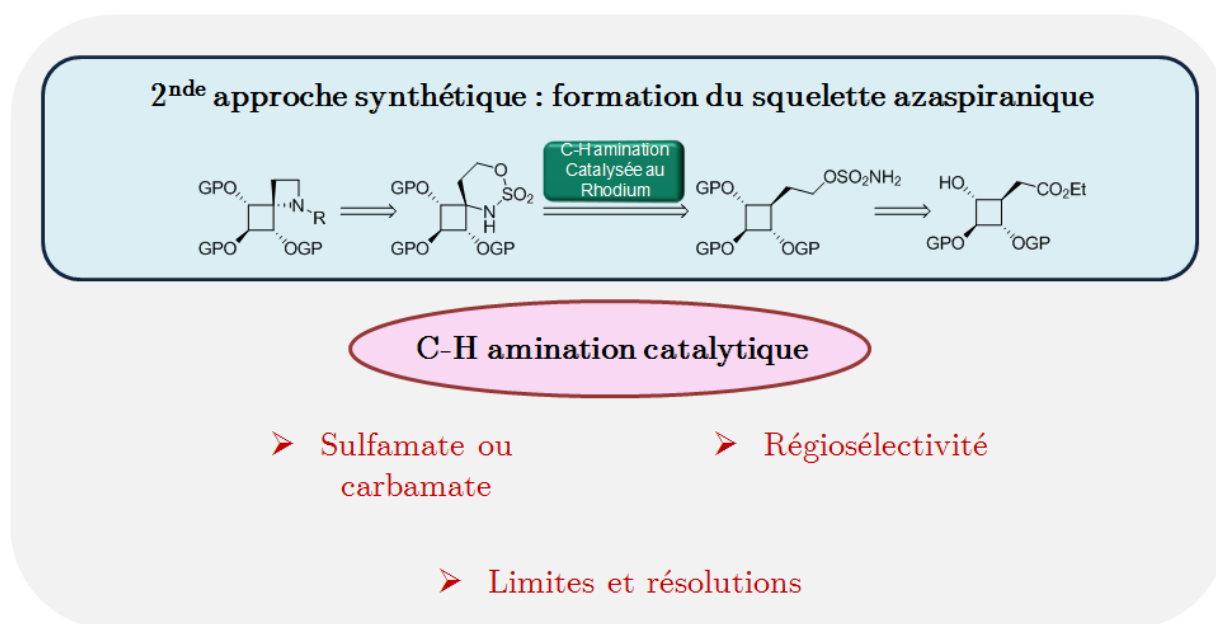 2nde approche synthétique : formation du squelette azaspiranique
C-H amination
Catalysée au
Rhodium
GPO
N
R
GPO
OGP
GPO
O
SO2
N
H
GPO
OGP
GPO
OSO2NH2
GPO
OGP
HO
CO2Et
GPO
OGP
C-H amination catalytique
➤ Sulfamate ou
carbamate
➤ Régiosélectivité
➤ Limites et résolutions